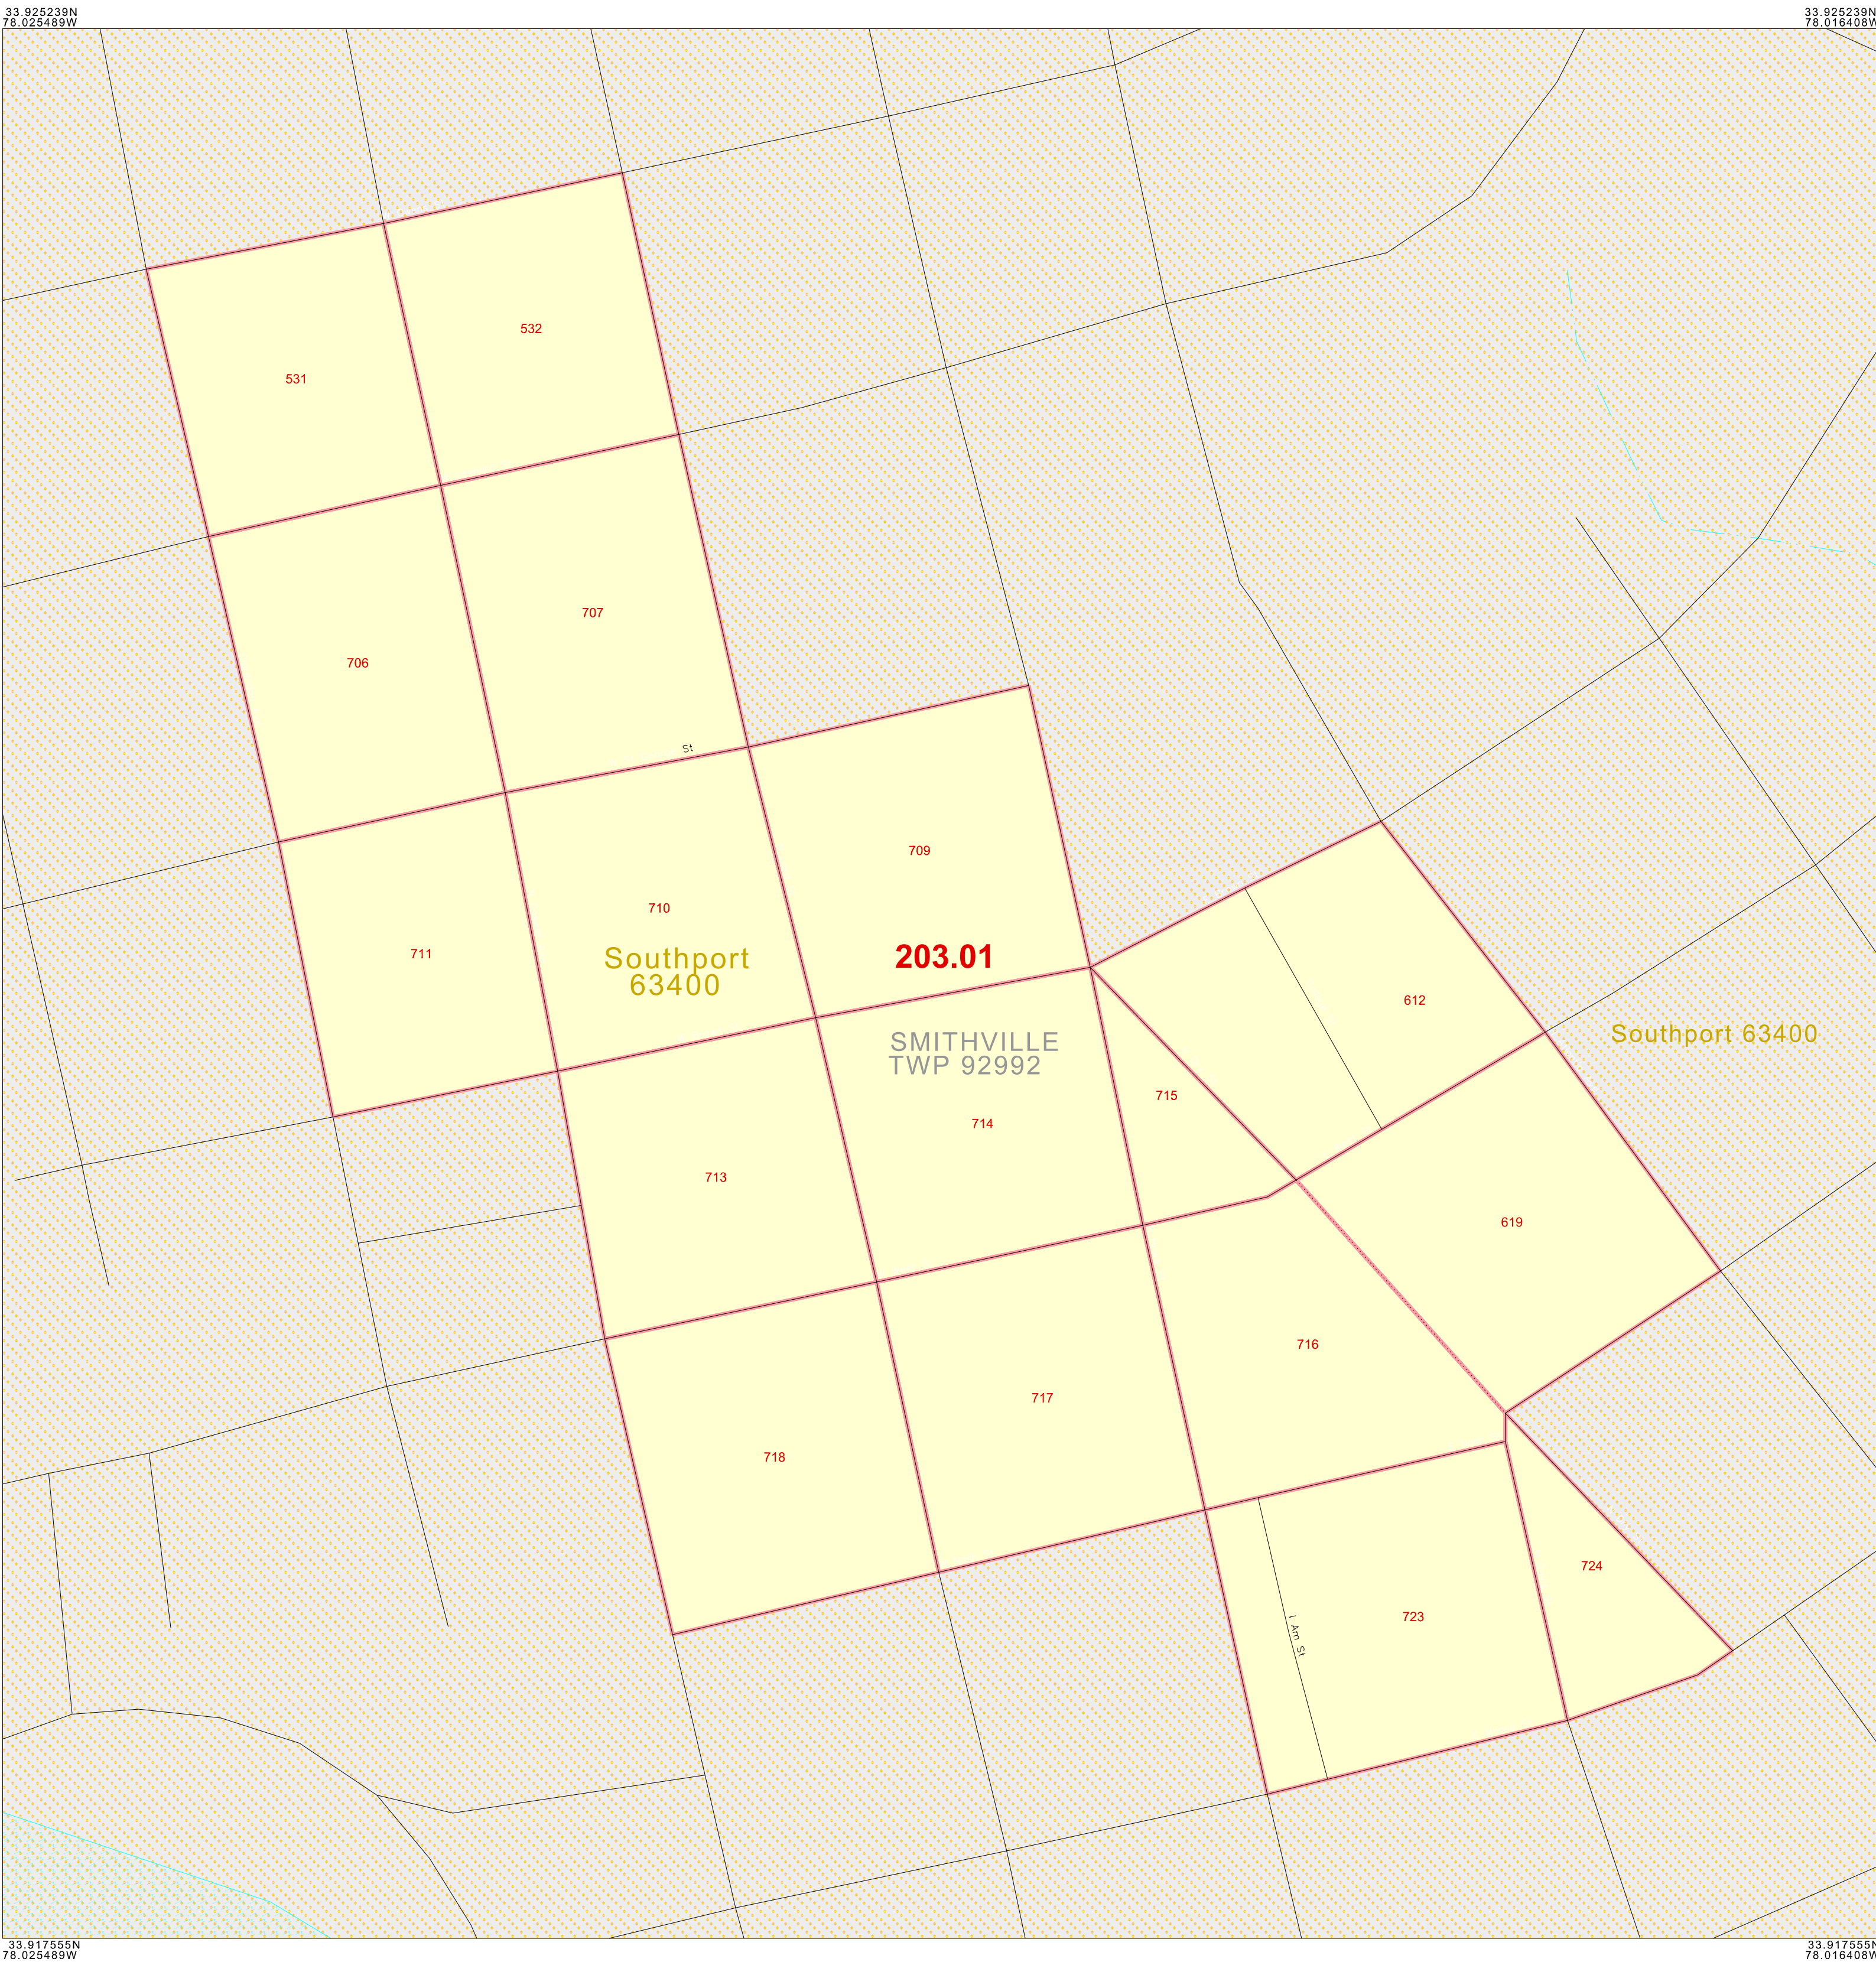 33.925239N
78.025489W
33.925239N
78.016408W
532
531
707
706
St
709
710
711
Southport
63400
203.01
612
Southport 63400
SMITHVILLE
TWP 92992
715
714
713
619
716
717
718
724
723
I Am St
33.917555N
78.025489W
33.917555N
78.016408W